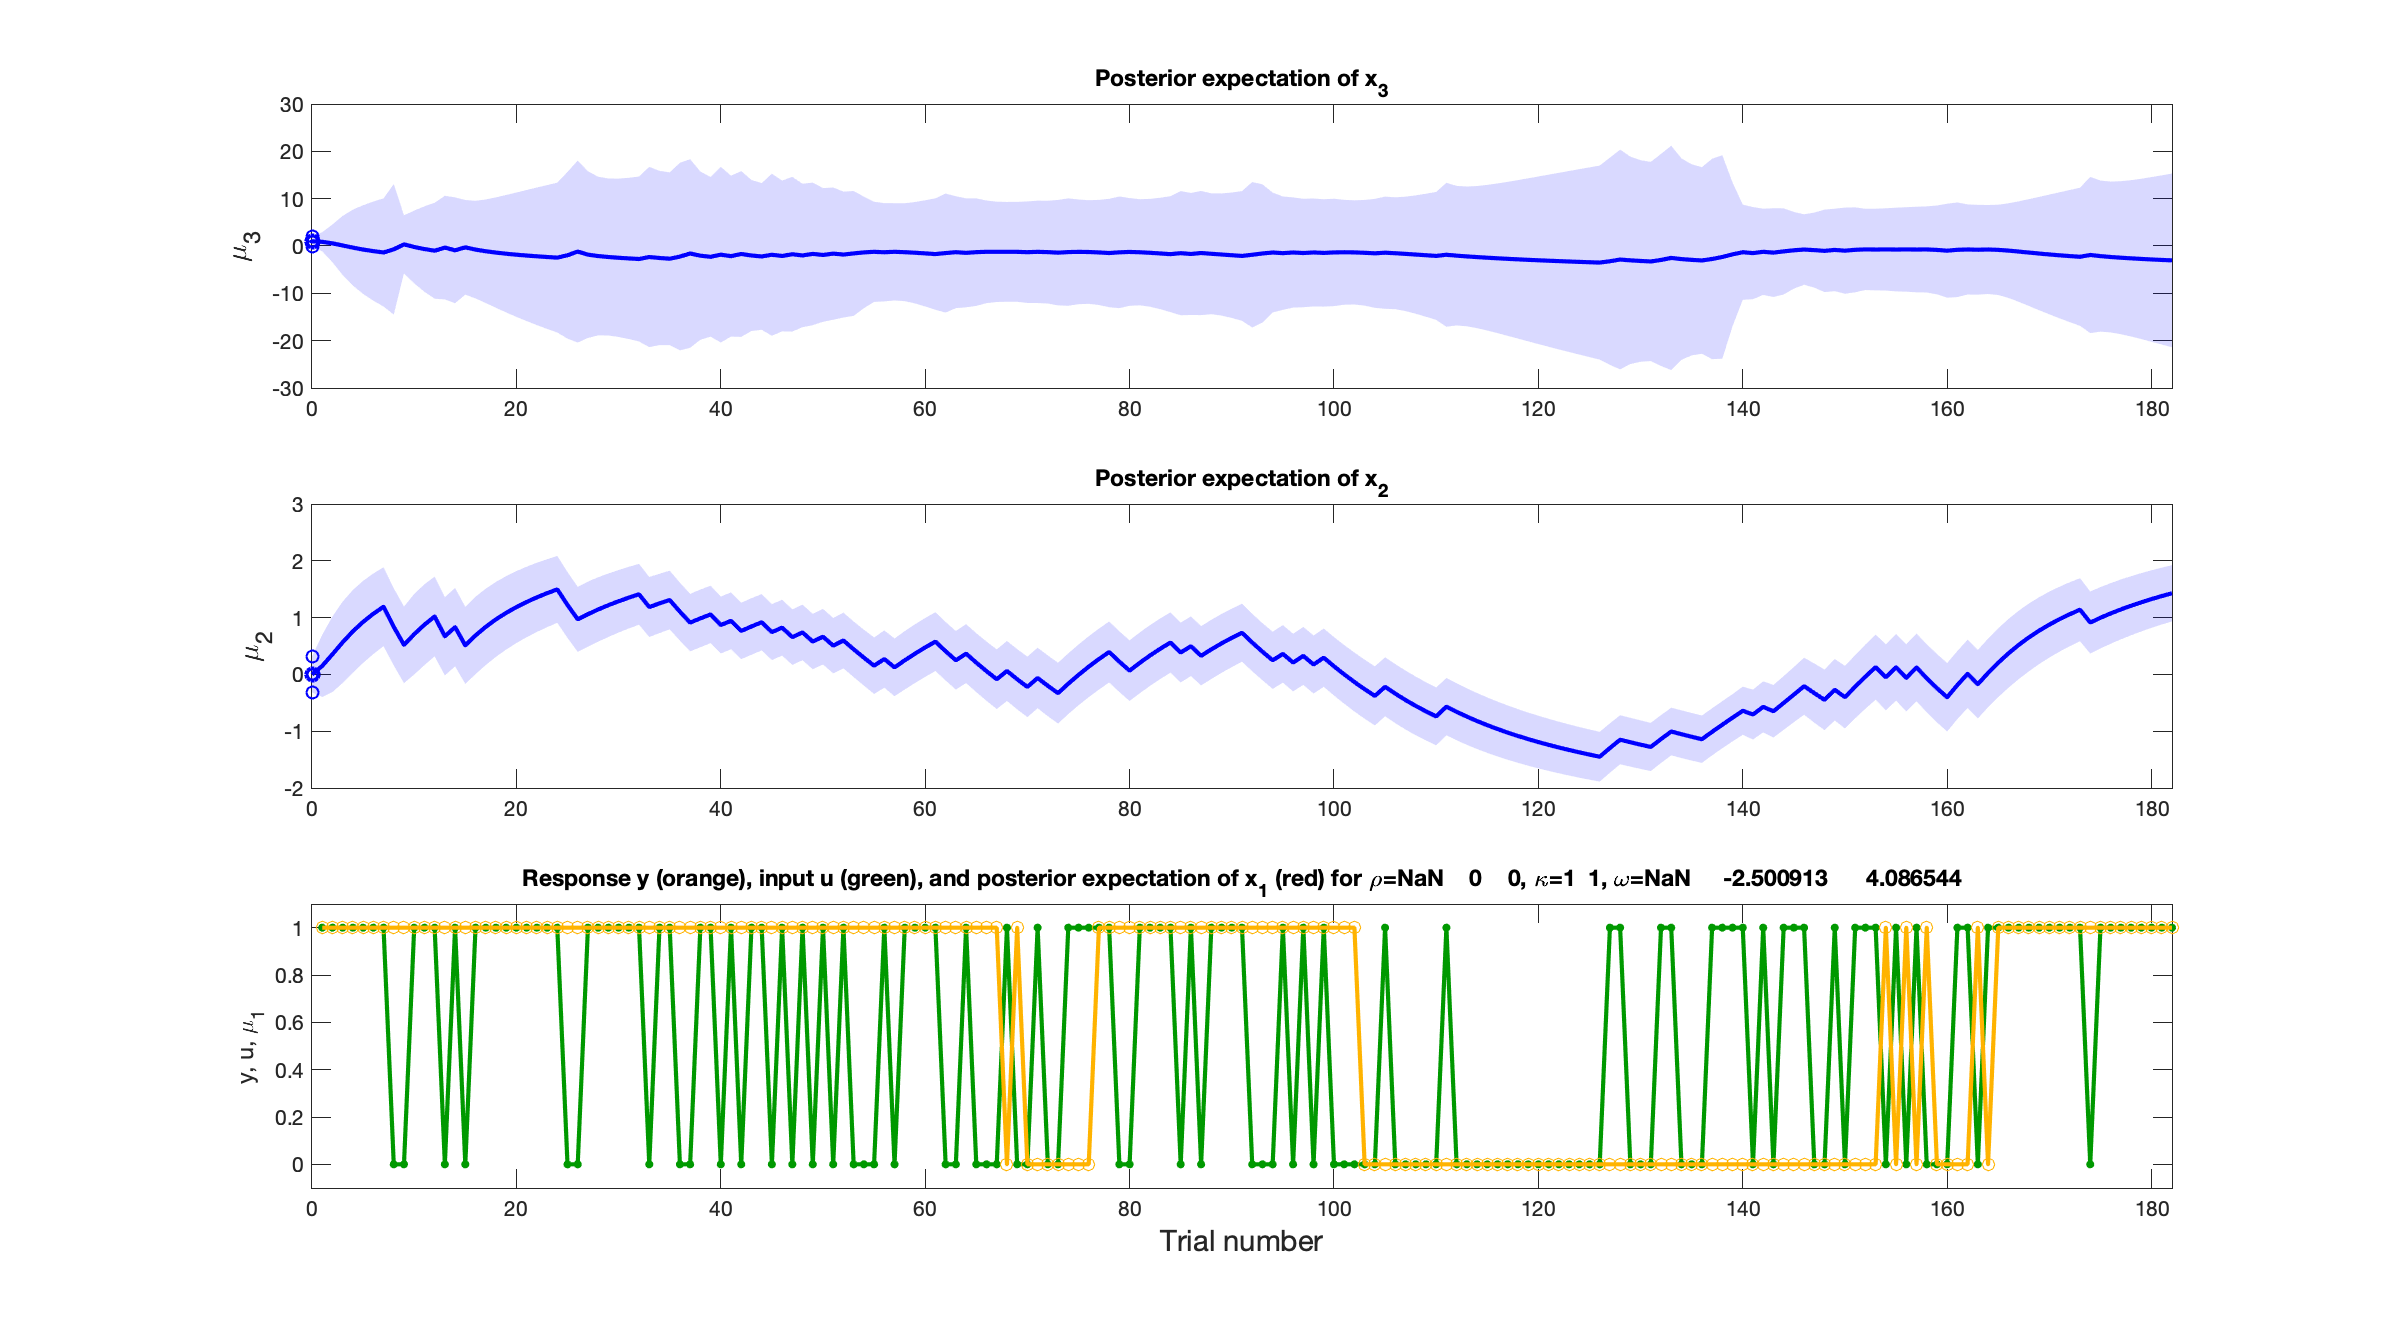 Posterior expectation of x3
30
20
10
0
-10
-20
-30
μ3
0 20 40 60 80 100 120 140 160 180
Posterior expectation of x2
3
2
1
0
-1
-2
μ2
0 20 40 60 80 100 120 140 160 180
Response y (orange), input u (green), and posterior expectation of x1 (red) for ρ=NaN 0 0, κ=1 1, ω=NaN -2.500913 4.086544
1
0.8
0.6
0.4
0.2
0
y, u, μ1
0 20 40 60 80 100 120 140 160 180
Trial number